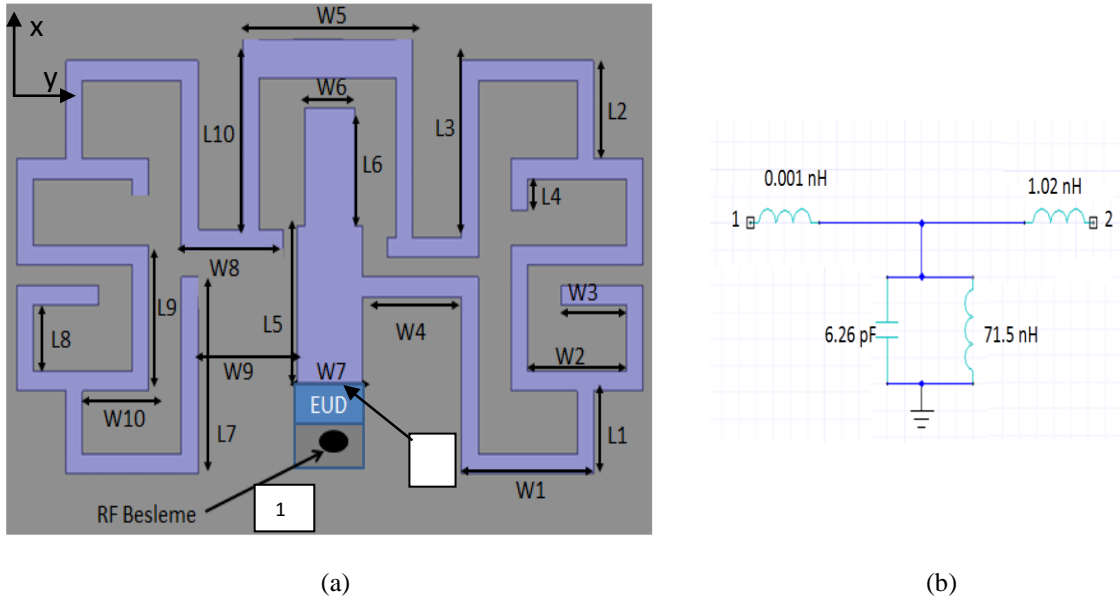 x
y
W5
W6
L10
L3
L2
L6
L4
W8
L9
L5
W4
W3
L8
W9
W2
W7
W10
L7
EUD
L1
W1
RF Besleme
1
(a)
0.001 nH
1.02 nH
1
2
6.26 pF
71.5 nH
(b)